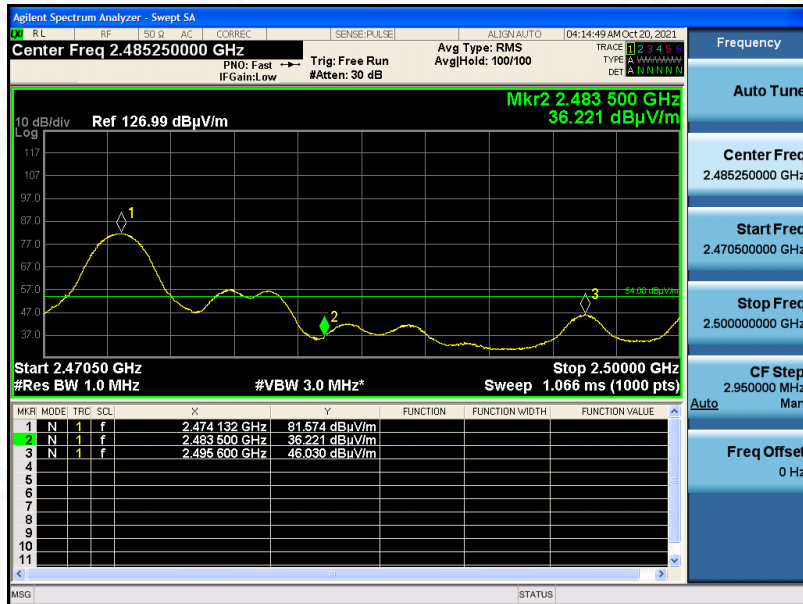 Agilent Spectrum Analyzer - Swept SA
LXI RL RF 50 Ω AC CORREC SENSE:PULSE ALIGN AUTO 04:14:49 AM Oct 20, 2021
Center Freq 2.485250000 GHz
PNO: Fast
IFGain:Low
Trig: Free Run
#Atten: 30 dB
Avg Type: RMS
Avg|Hold: 100/100
TRACE 1 2 3 4 5 6
TYPE A WWWWW
DET A N N N N N
Mkr2 2.483 500 GHz
36.221 dBµV/m
10 dB/div Ref 126.99 dBµV/m
Log
117
107
97.0
87.0
77.0
67.0
57.0
47.0
37.0
1
2
3
54.00 dBµV/m
Start 2.47050 GHz Stop 2.50000 GHz
#Res BW 1.0 MHz #VBW 3.0 MHz* Sweep 1.066 ms (1000 pts)
MKR MODE TRC SCL X Y FUNCTION FUNCTION WIDTH FUNCTION VALUE
1 N 1 f 2.474 132 GHz 81.574 dBµV/m
2 N 1 f 2.483 500 GHz 36.221 dBµV/m
3 N 1 f 2.495 600 GHz 46.030 dBµV/m
4
5
6
7
8
9
10
11
MSG STATUS
Frequency
Auto Tune
Center Freq
2.485250000 GHz
Start Freq
2.470500000 GHz
Stop Freq
2.500000000 GHz
CF Step
2.950000 MHz
Auto Man
Freq Offset
0 Hz